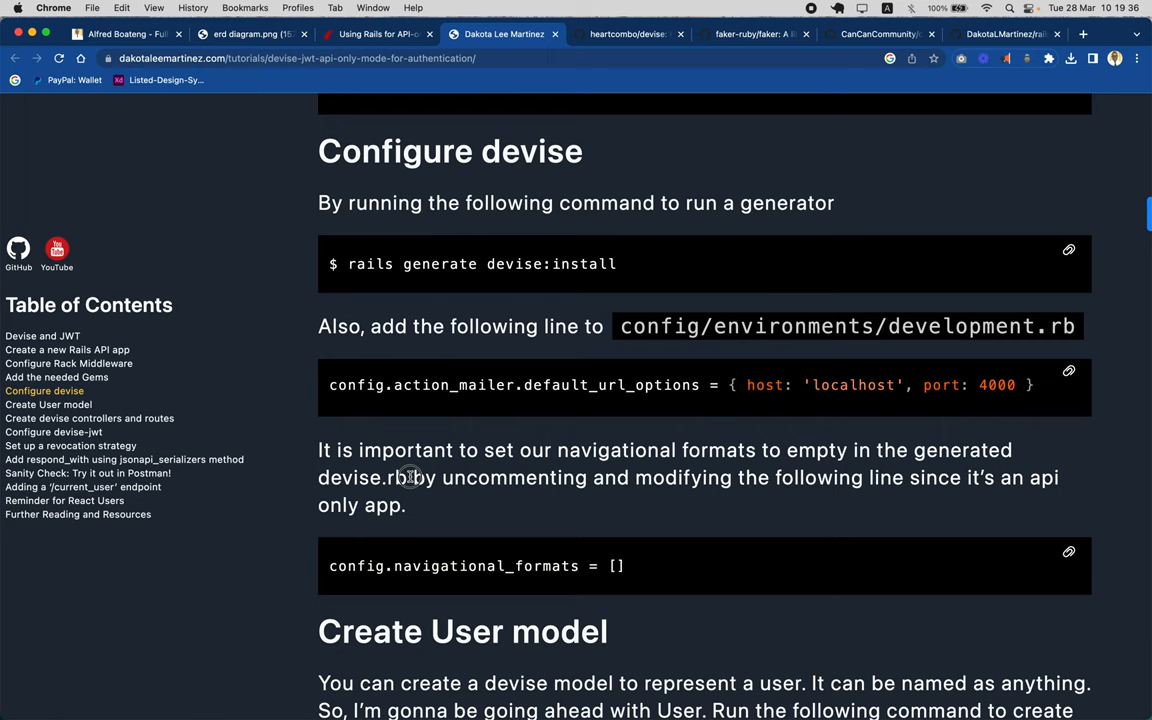 Chrome File Edit View History Bookmarks Profiles Tab Window Help 100% Tue 28 Mar 10 19 36
Alfred Boateng - Full erd diagram.png (157 Using Rails for API-o Dakota Lee Martinez heartcombo/devise: faker-ruby/faker: A li CanCanCommunity/c DakotaLMartinez/rail
dakotaleemartinez.com/tutorials/devise-jwt-api-only-mode-for-authentication/
PayPal: Wallet Xd Listed-Design-Sy...
Configure devise
By running the following command to run a generator
$ rails generate devise:install
Also, add the following line to config/environments/development.rb
config.action_mailer.default_url_options = { host: 'localhost', port: 4000 }
It is important to set our navigational formats to empty in the generated
devise.rb by uncommenting and modifying the following line since it's an api
only app.
config.navigational_formats = []
Create User model
You can create a devise model to represent a user. It can be named as anything.
So, I'm gonna be going ahead with User. Run the following command to create
You Tube
GitHub YouTube
Table of Contents
Devise and JWT
Create a new Rails API app
Configure Rack Middleware
Add the needed Gems
Configure devise
Create User model
Create devise controllers and routes
Configure devise-jwt
Set up a revocation strategy
Add respond_with using jsonapi_serializers method
Sanity Check: Try it out in Postman!
Adding a '/current_user' endpoint
Reminder for React Users
Further Reading and Resources